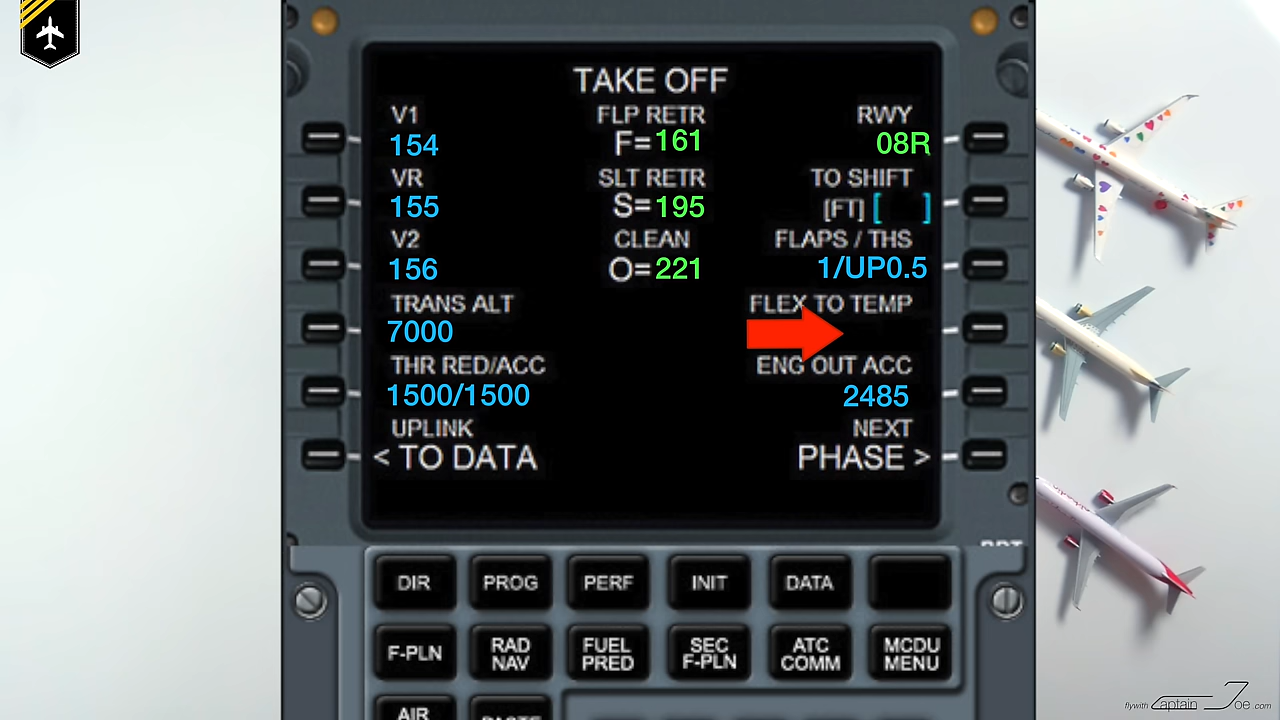 TAKE OFF
V1 FLP RETR RWY
154 F=161 08R
VR SLT RETR TO SHIFT
155 S=195 [FT] [ ]
V2 CLEAN FLAPS / THS
156 O=221 1/UP0.5
TRANS ALT FLEX TO TEMP
7000
THR RED/ACC ENG OUT ACC
1500/1500 2485
UPLINK NEXT
< TO DATA PHASE >
DIR PROG PERF INIT DATA
F-PLN RAD NAV FUEL PRED SEC F-PLN ATC COMM MCDU MENU
AIR
flywith Captain Joe .com